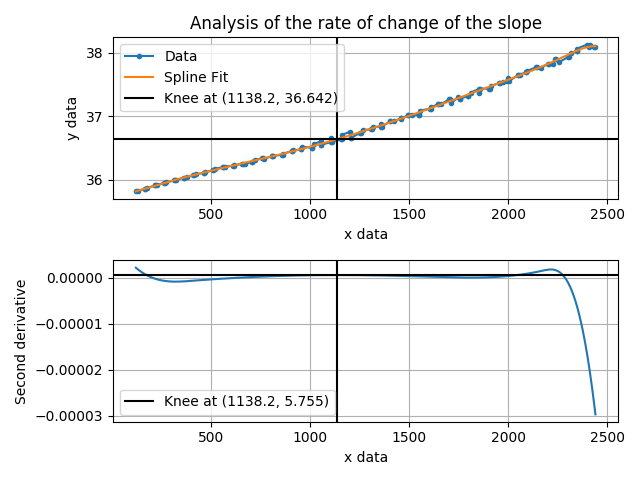 Analysis of the rate of change of the slope
38
37
36
y data
Data
Spline Fit
Knee at (1138.2, 36.642)
500 1000 1500 2000 2500
x data
0.00000
−0.00001
−0.00002
−0.00003
Second derivative
Knee at (1138.2, 5.755)
500 1000 1500 2000 2500
x data